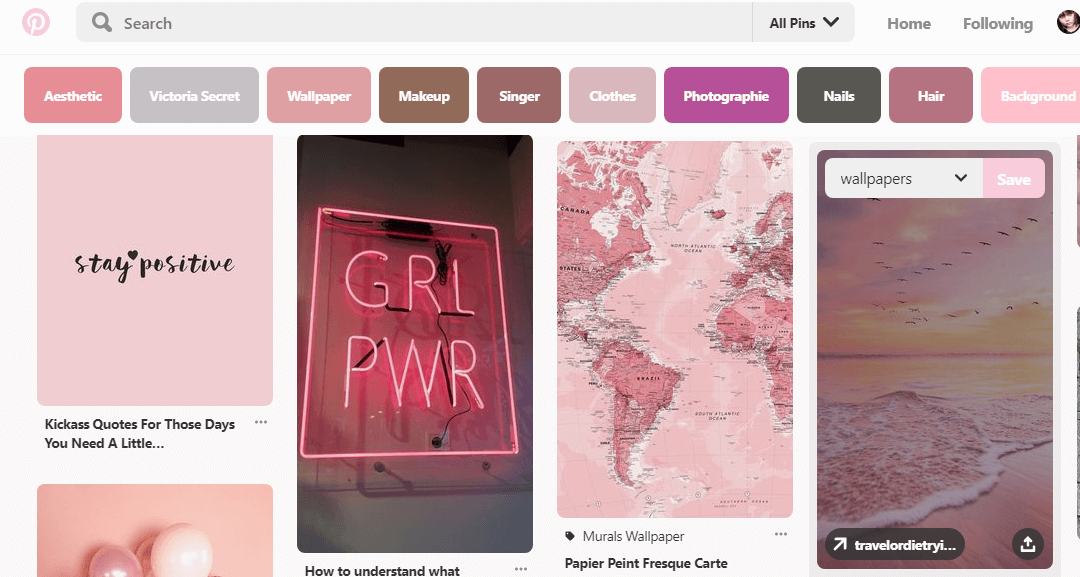 Search
All Pins
Home
Following
Aesthetic
Victoria Secret
Wallpaper
Makeup
Singer
Clothes
Photographie
Nails
Hair
Background
stay positive
Kickass Quotes For Those Days
You Need A Little...
GRL
PWR
How to understand what
CANADA
STATES
NORTH ATLANTIC
OCEAN
BRAZIL
SOUTH ATLANTIC
OCEAN
SOUTHERN OCEAN
Murals Wallpaper
Papier Peint Fresque Carte
wallpapers
Save
travelordietryi...